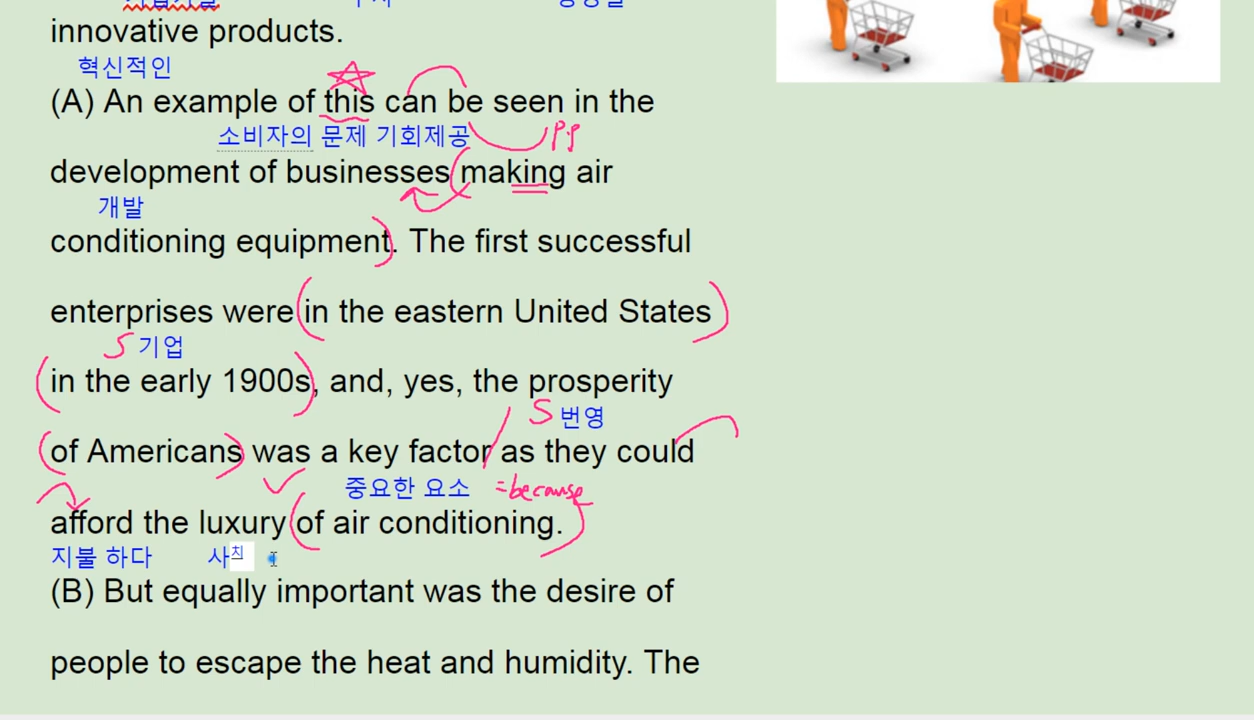 innovative products.
혁신적인
(A) An example of this can be seen in the
소비자의 문제 기회제공 p.p
development of businesses making air
개발
conditioning equipment. The first successful
enterprises were in the eastern United States
S 기업
in the early 1900s, and, yes, the prosperity
S 번영
of Americans was a key factor as they could
중요한 요소 =because
afford the luxury of air conditioning.
지불 하다 사치
(B) But equally important was the desire of
people to escape the heat and humidity. The